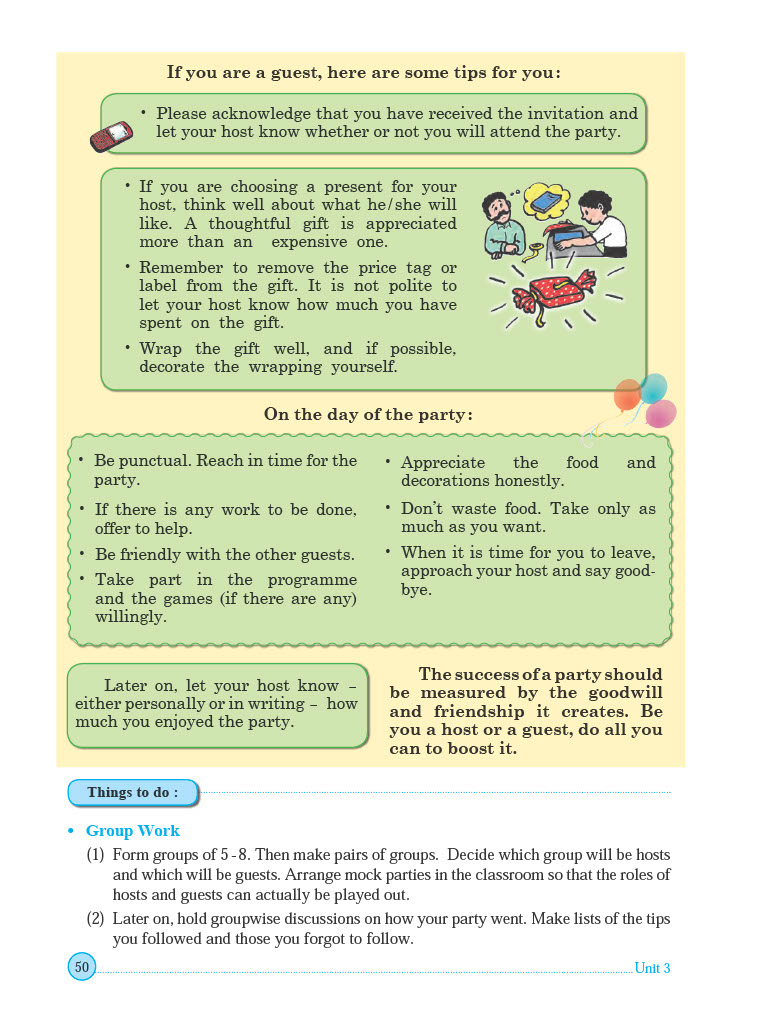 If you are a guest, here are some tips for you:
• Please acknowledge that you have received the invitation and
let your host know whether or not you will attend the party.
• If you are choosing a present for your
host, think well about what he/she will
like. A thoughtful gift is appreciated
more than an expensive one.
• Remember to remove the price tag or
label from the gift. It is not polite to
let your host know how much you have
spent on the gift.
• Wrap the gift well, and if possible,
decorate the wrapping yourself.
On the day of the party:
• Be punctual. Reach in time for the
party.
• If there is any work to be done,
offer to help.
• Be friendly with the other guests.
• Take part in the programme
and the games (if there are any)
willingly.
• Appreciate the food and
decorations honestly.
• Don’t waste food. Take only as
much as you want.
• When it is time for you to leave,
approach your host and say good-
bye.
Later on, let your host know –
either personally or in writing – how
much you enjoyed the party.
The success of a party should
be measured by the goodwill
and friendship it creates. Be
you a host or a guest, do all you
can to boost it.
Things to do :
• Group Work
(1) Form groups of 5-8. Then make pairs of groups. Decide which group will be hosts
and which will be guests. Arrange mock parties in the classroom so that the roles of
hosts and guests can actually be played out.
(2) Later on, hold groupwise discussions on how your party went. Make lists of the tips
you followed and those you forgot to follow.
50
Unit 3